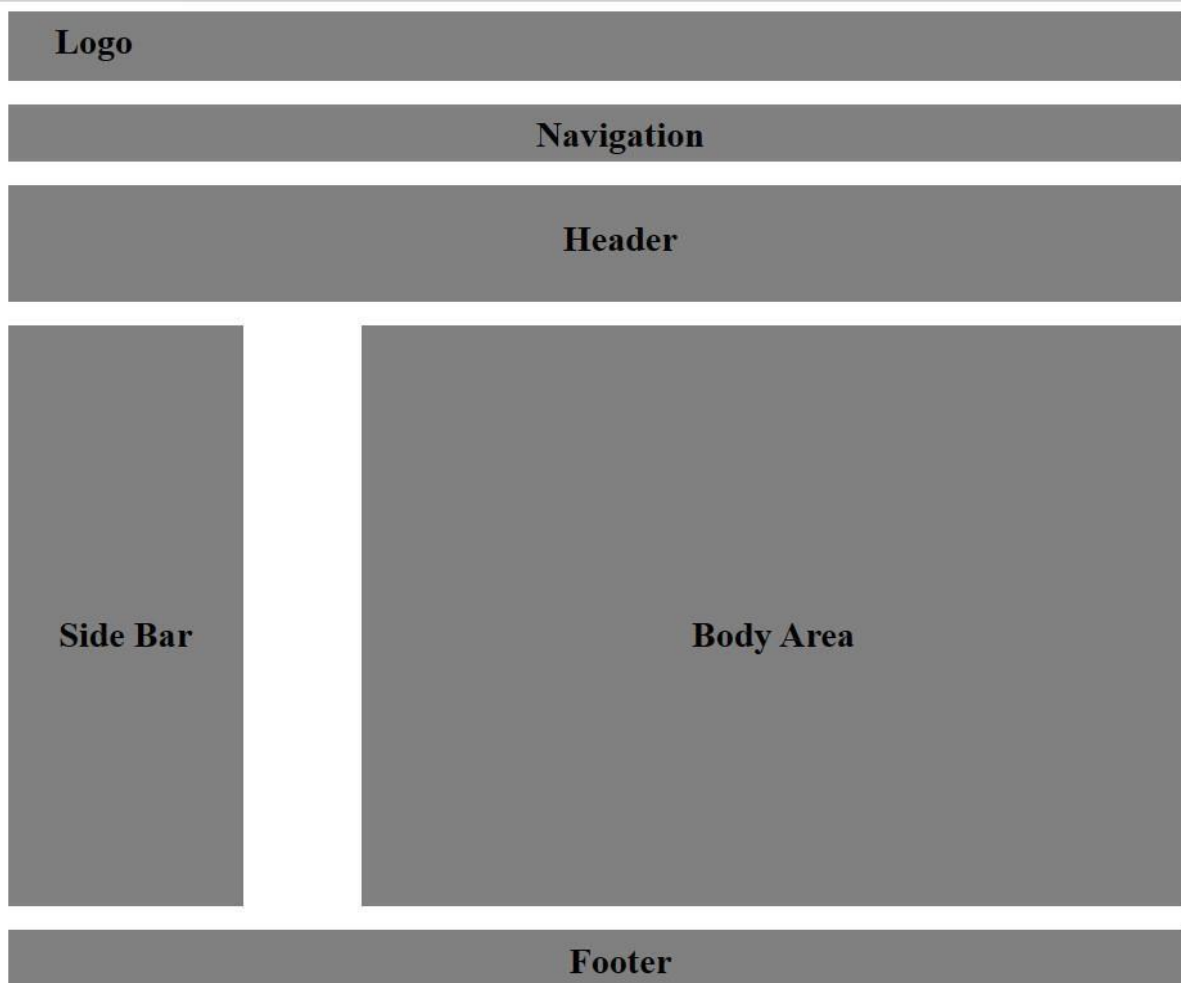 Logo
Navigation
Header
Side Bar
Body Area
Footer